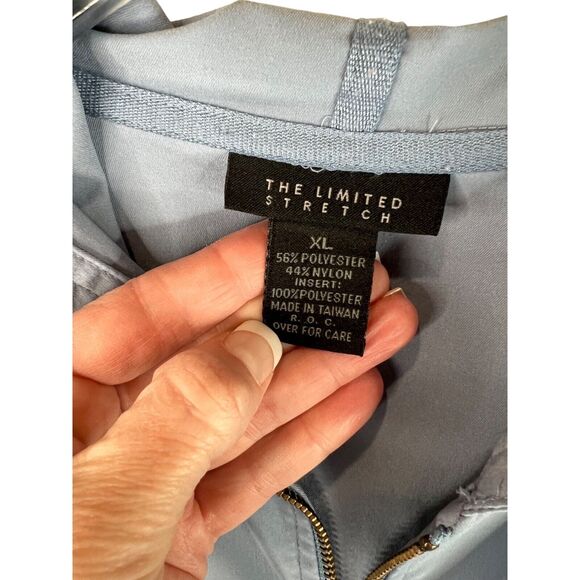 THE LIMITED
STRETCH
XL
56% POLYESTER
44% NYLON
INSERT:
100%POLYESTER
MADE IN TAIWAN
R. O. C.
OVER FOR CARE